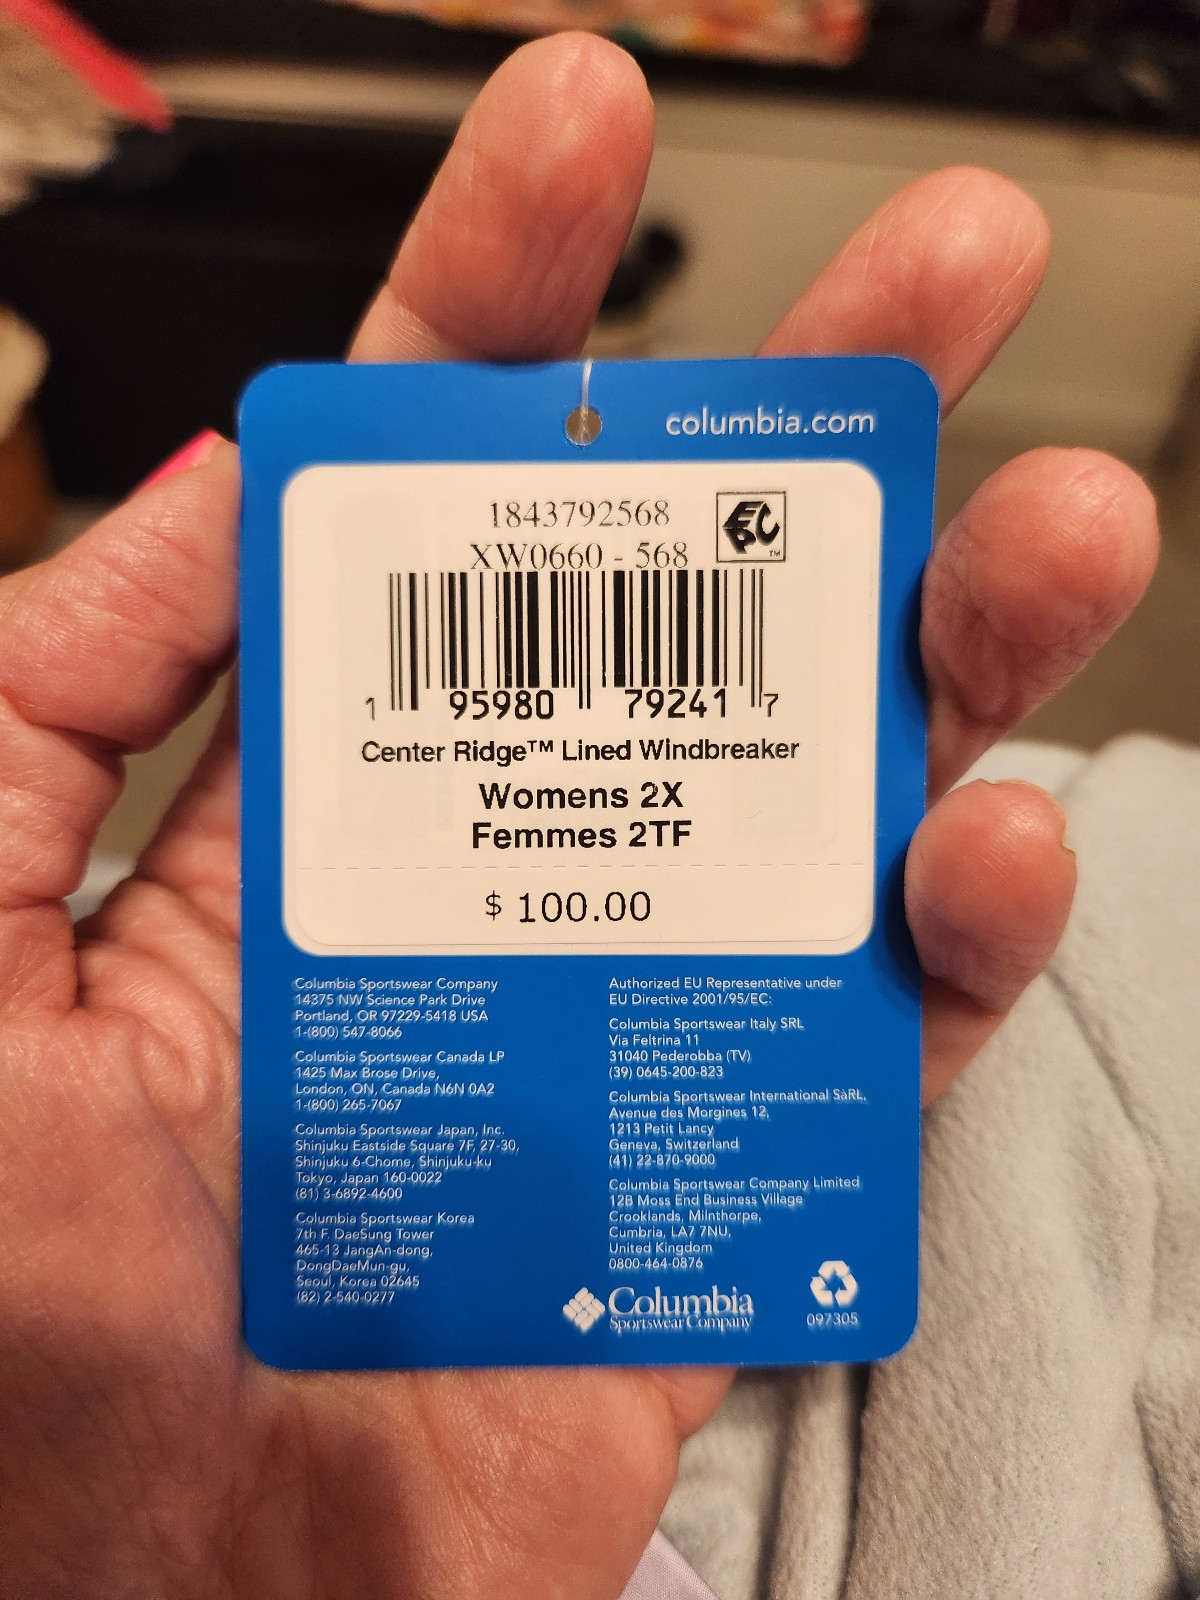 columbia.com
1843792568
XW0660 - 568
EPC™
1 95980 79241 7
Center Ridge™ Lined Windbreaker
Womens 2X
Femmes 2TF
$ 100.00
Columbia Sportswear Company
14375 NW Science Park Drive
Portland, OR 97229-5418 USA
1-(800) 547-8066
Columbia Sportswear Canada LP
1425 Max Brose Drive,
London, ON, Canada N6N 0A2
1-(800) 265-7067
Columbia Sportswear Japan, Inc.
Shinjuku Eastside Square 7F, 27-30,
Shinjuku 6-Chome, Shinjuku-ku
Tokyo, Japan 160-0022
(81) 3-6892-4600
Columbia Sportswear Korea
7th F. DaeSung Tower
465-13 JangAn-dong,
DongDaeMun-gu,
Seoul, Korea 02645
(82) 2-540-0277
Authorized EU Representative under
EU Directive 2001/95/EC:
Columbia Sportswear Italy SRL
Via Feltrina 11
31040 Pederobba (TV)
(39) 0645-200-823
Columbia Sportswear International SàRL,
Avenue des Morgines 12,
1213 Petit Lancy
Geneva, Switzerland
(41) 22-870-9000
Columbia Sportswear Company Limited
12B Moss End Business Village
Crooklands, Milnthorpe,
Cumbria, LA7 7NU,
United Kingdom
0800-464-0876
Columbia
Sportswear Company
097305